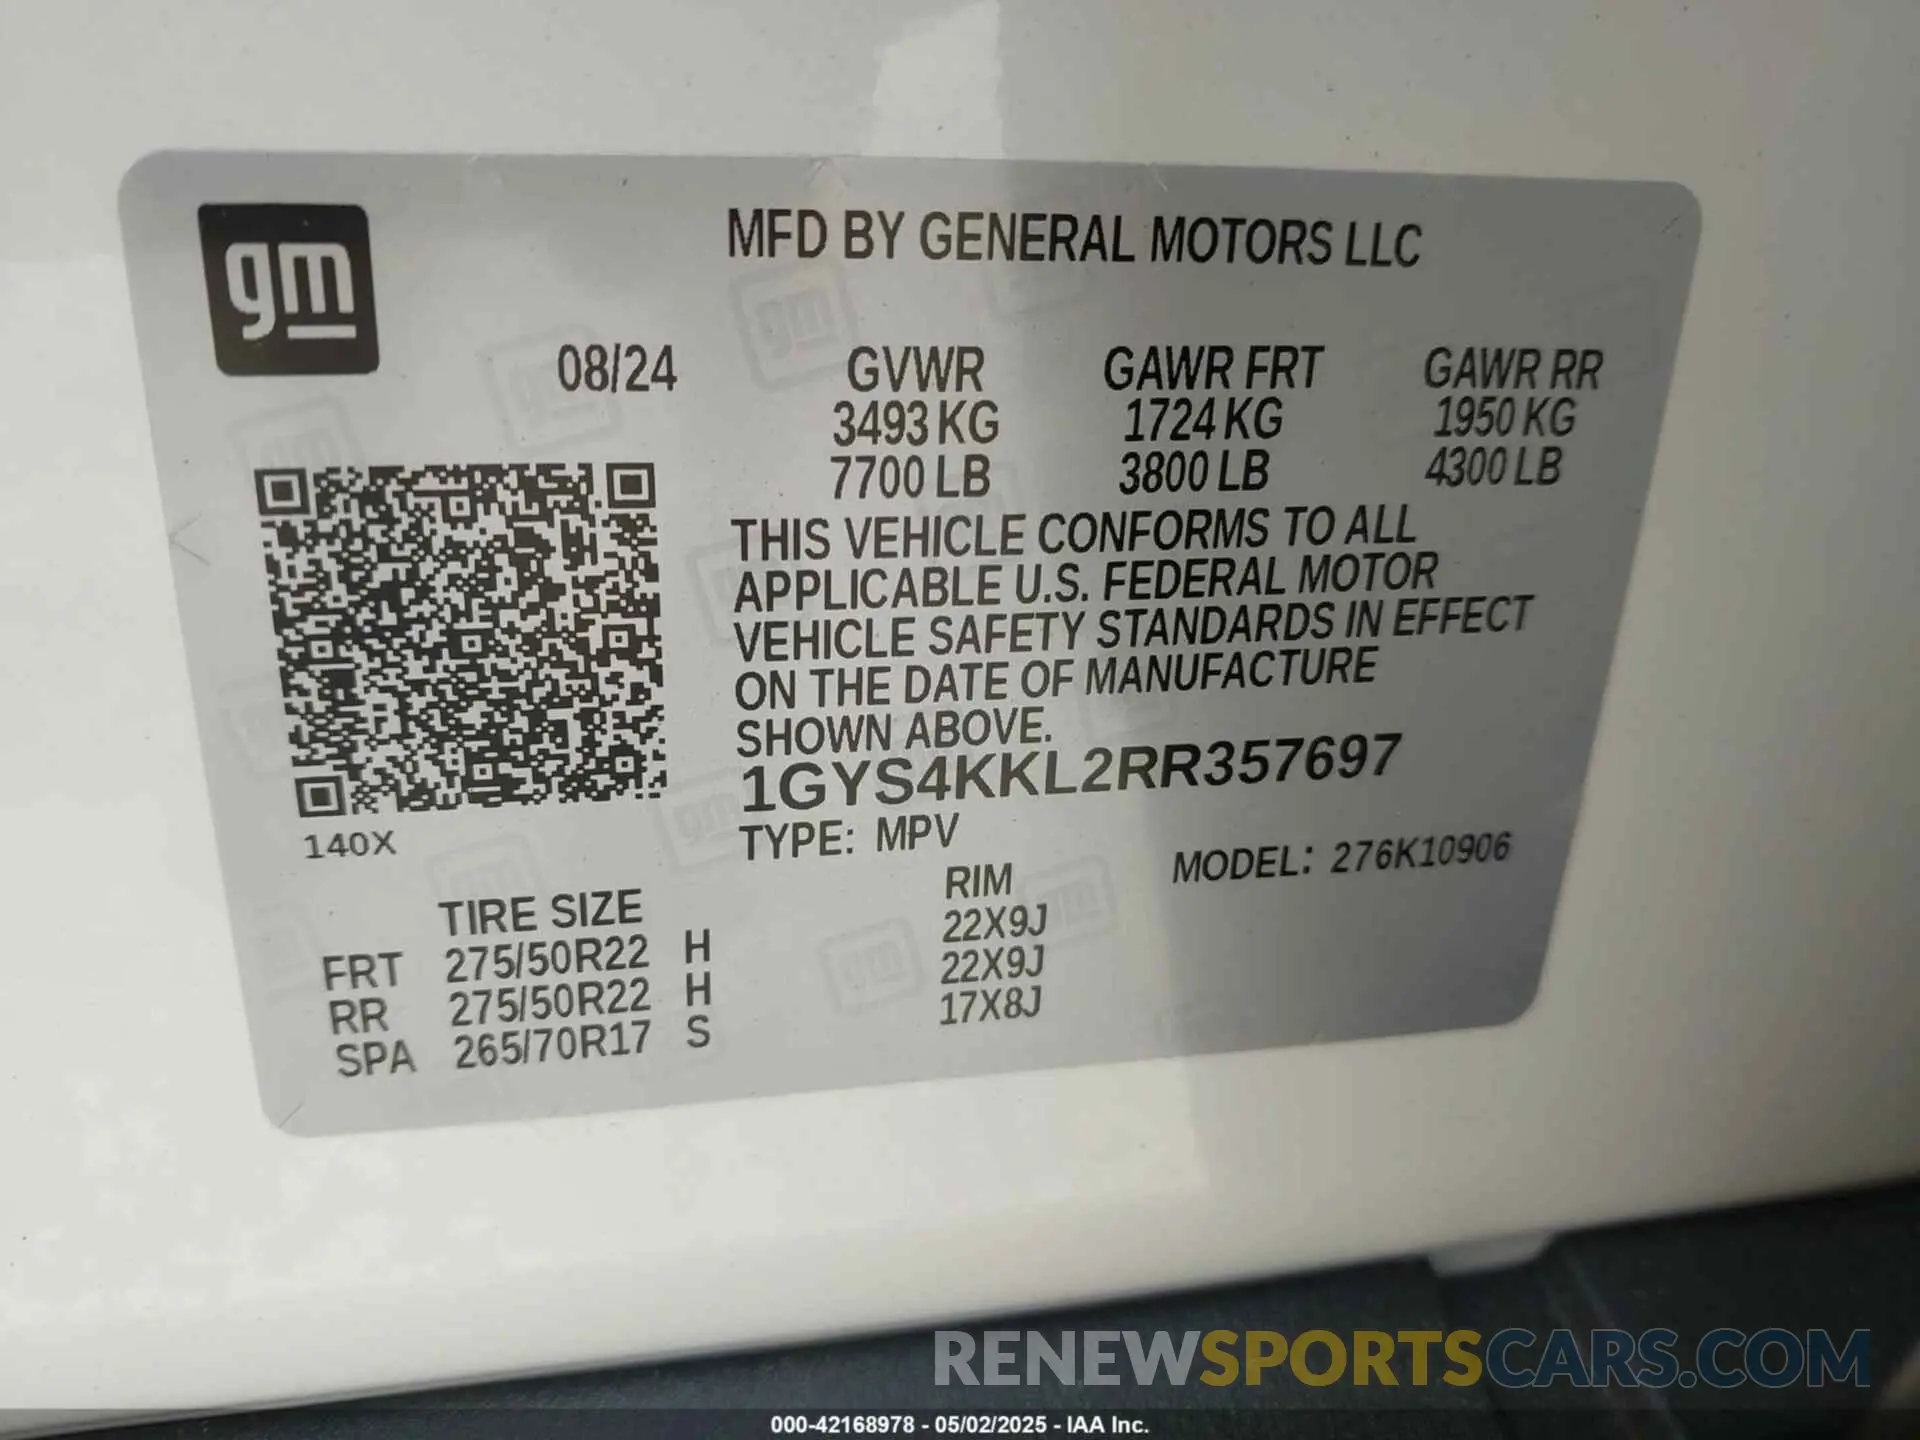 gm
MFD BY GENERAL MOTORS LLC
08/24 GVWR GAWR FRT GAWR RR
3493 KG 1724 KG 1950 KG
7700 LB 3800 LB 4300 LB
THIS VEHICLE CONFORMS TO ALL
APPLICABLE U.S. FEDERAL MOTOR
VEHICLE SAFETY STANDARDS IN EFFECT
ON THE DATE OF MANUFACTURE
SHOWN ABOVE.
1GYS4KKL2RR357697
140X
TYPE: MPV MODEL: 276K10906
TIRE SIZE RIM
FRT 275/50R22 H 22X9J
RR 275/50R22 H 22X9J
SPA 265/70R17 S 17X8J
RENEWSPORTSCARS.COM
000-42168978 - 05/02/2025 - IAA Inc.